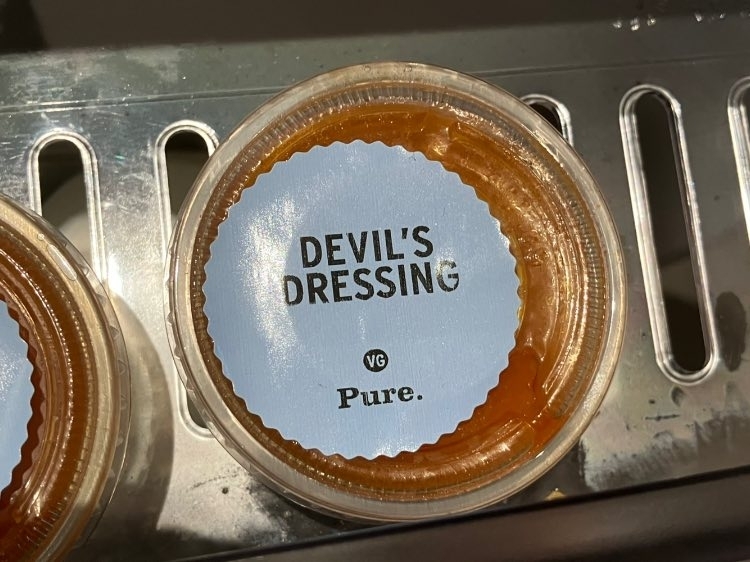 DEVIL'S
DRESSING
VG
Pure.